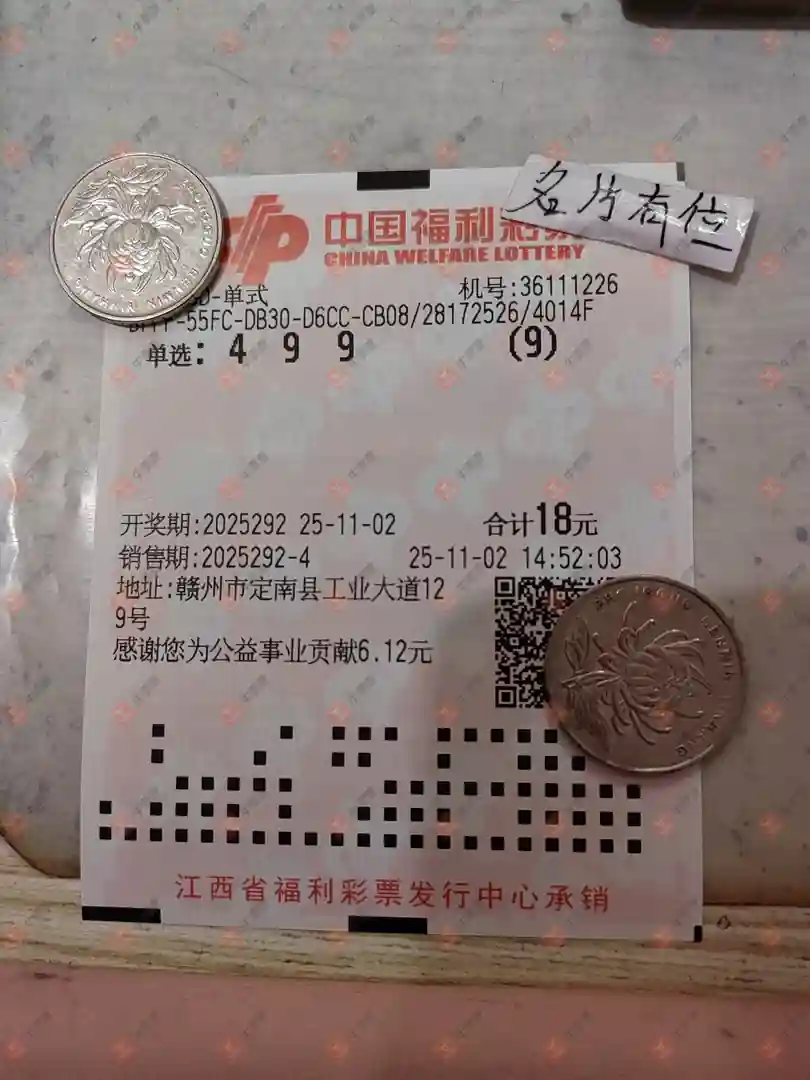 名片有位
中国福利彩
CHINA WELFARE LOTTERY
3D-单式 机号:36111226
-55FC-DB30-D6CC-CB08/28172526/4014F
单选: 4 9 9 (9)
开奖期:2025292 25-11-02 合计18元
销售期:2025292-4 25-11-02 14:52:03
地址:赣州市定南县工业大道12
9号
感谢您为公益事业贡献6.12元
江西省福利彩票发行中心承销